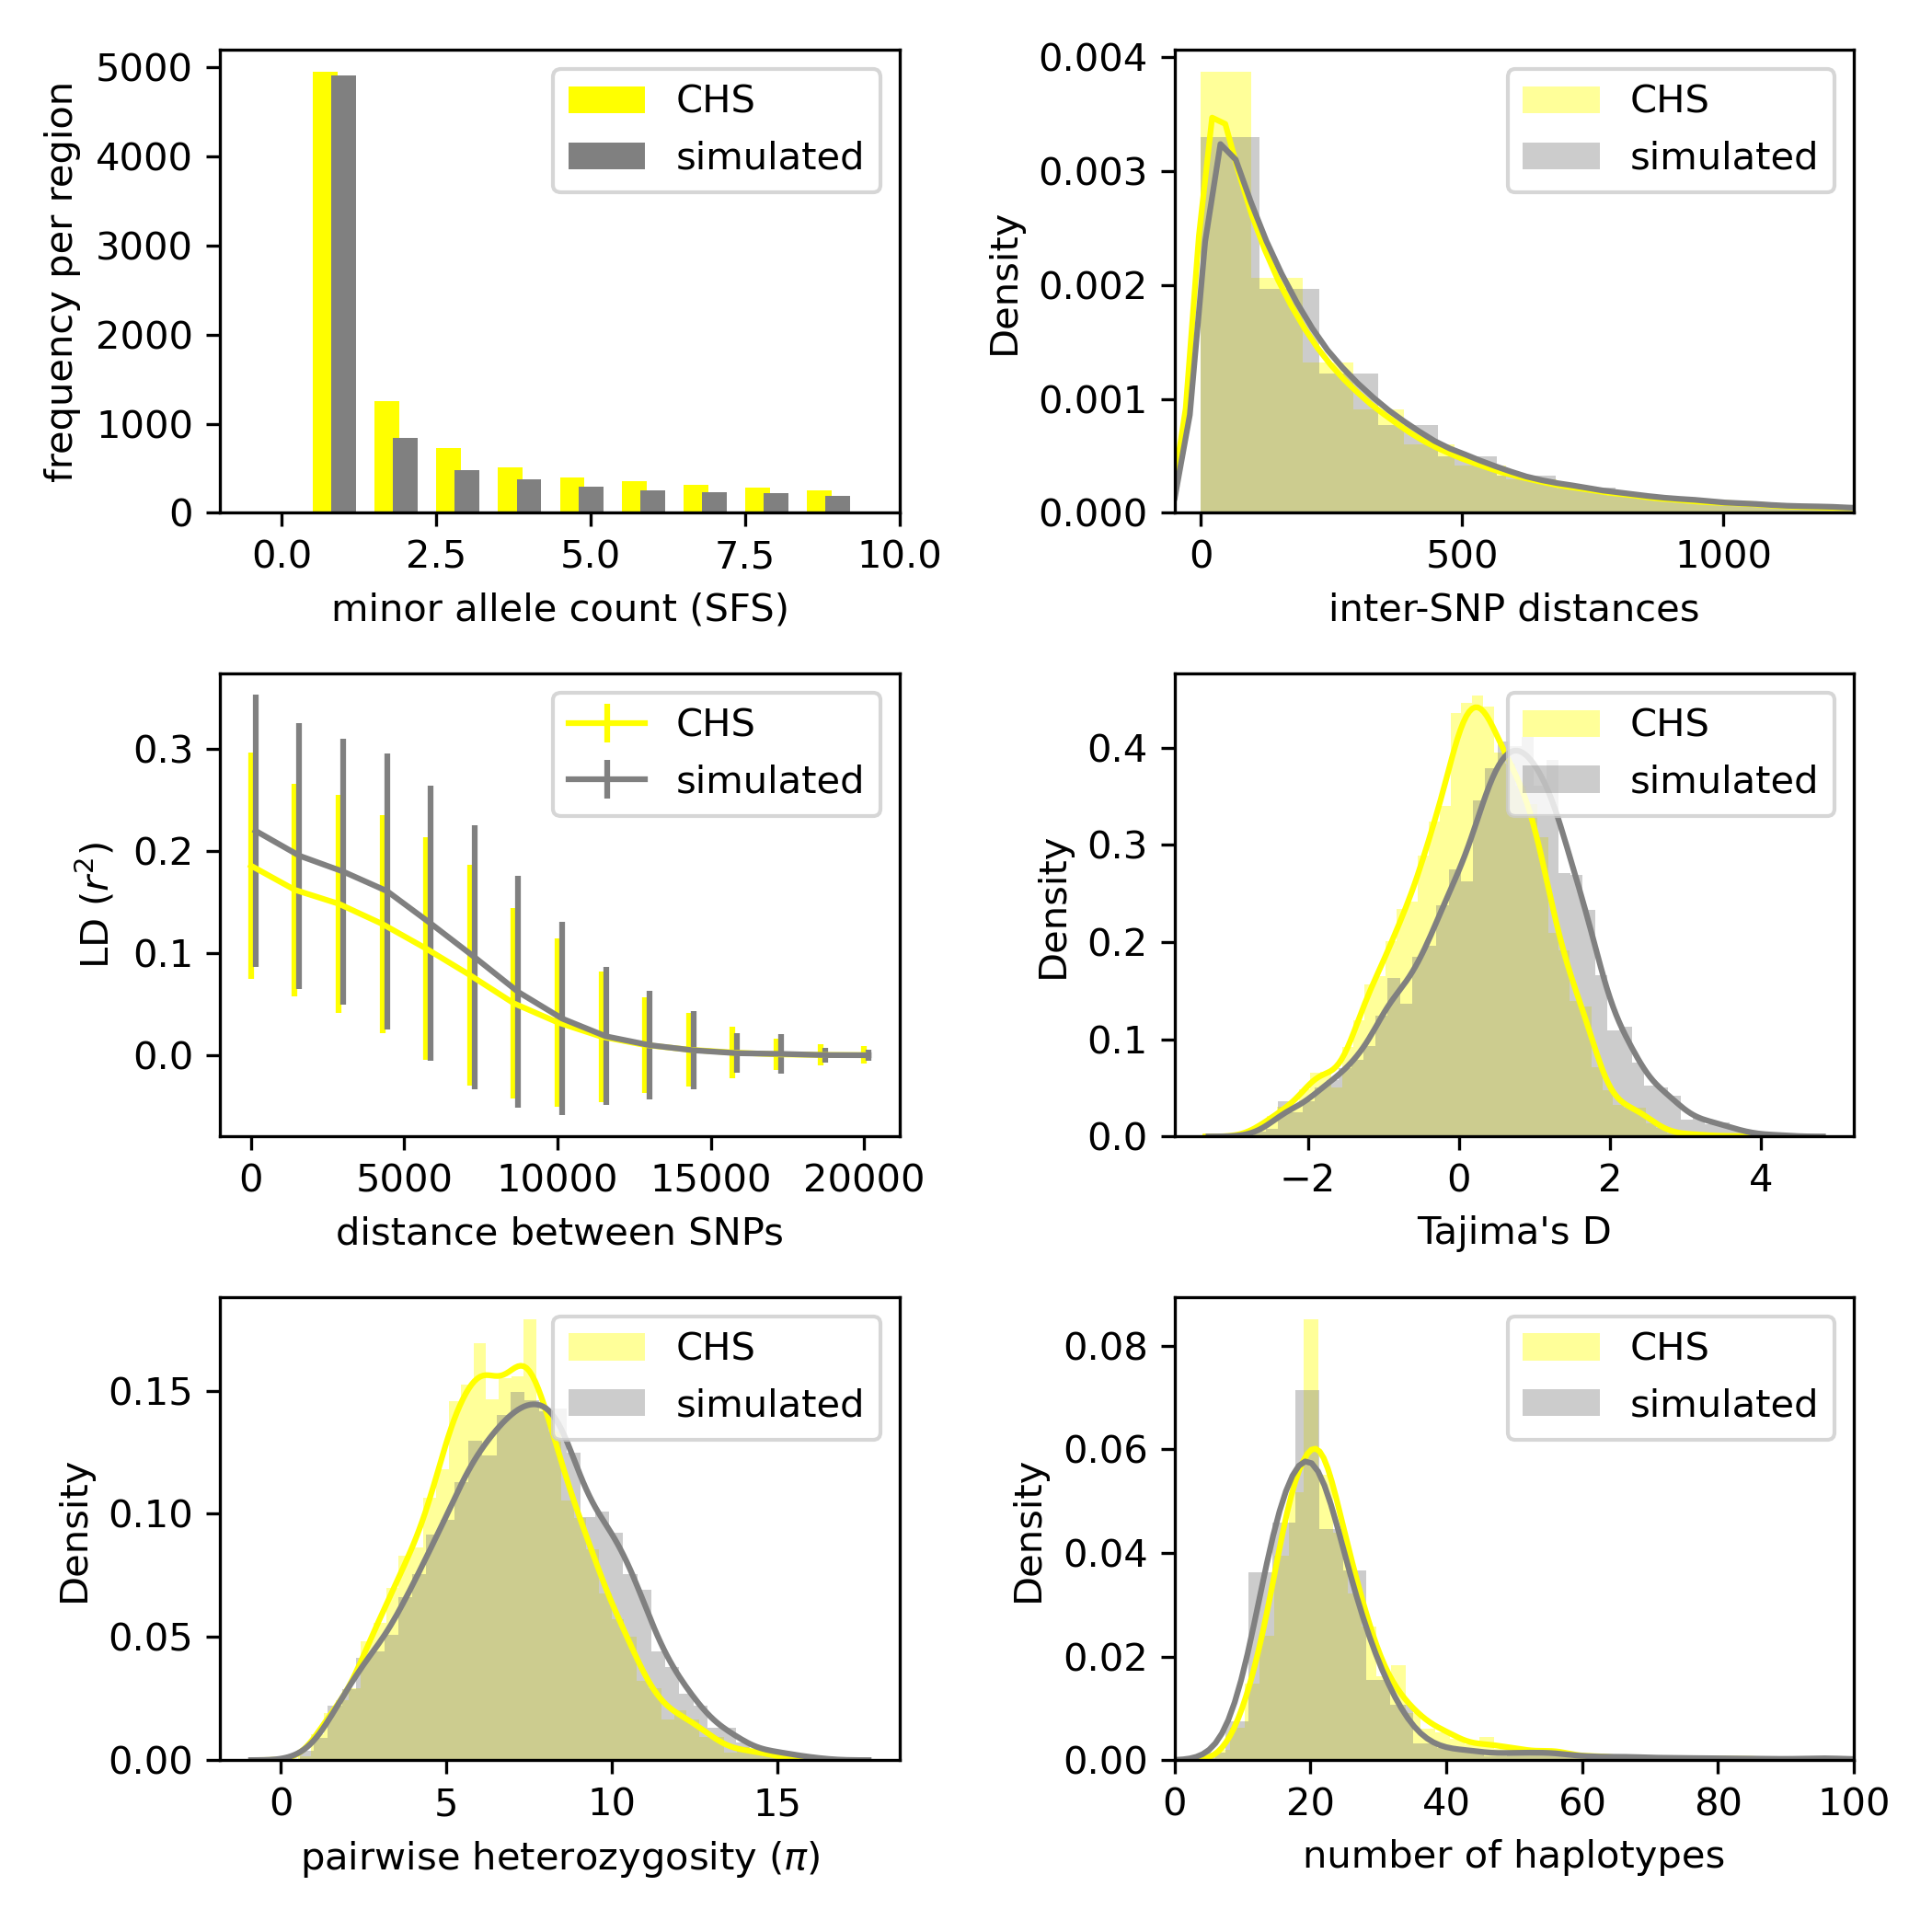 5000
4000
3000
2000
1000
0
frequency per region
CHS
simulated
0.0 2.5 5.0 7.5 10.0
minor allele count (SFS)
0.004
0.003
0.002
0.001
0.000
Density
CHS
simulated
0 500 1000
inter-SNP distances
0.3
0.2
0.1
0.0
LD (r²)
CHS
simulated
0 5000 10000 15000 20000
distance between SNPs
0.4
0.3
0.2
0.1
0.0
Density
CHS
simulated
−2 0 2 4
Tajima's D
0.15
0.10
0.05
0.00
Density
CHS
simulated
0 5 10 15
pairwise heterozygosity (π)
0.08
0.06
0.04
0.02
0.00
Density
CHS
simulated
0 20 40 60 80 100
number of haplotypes